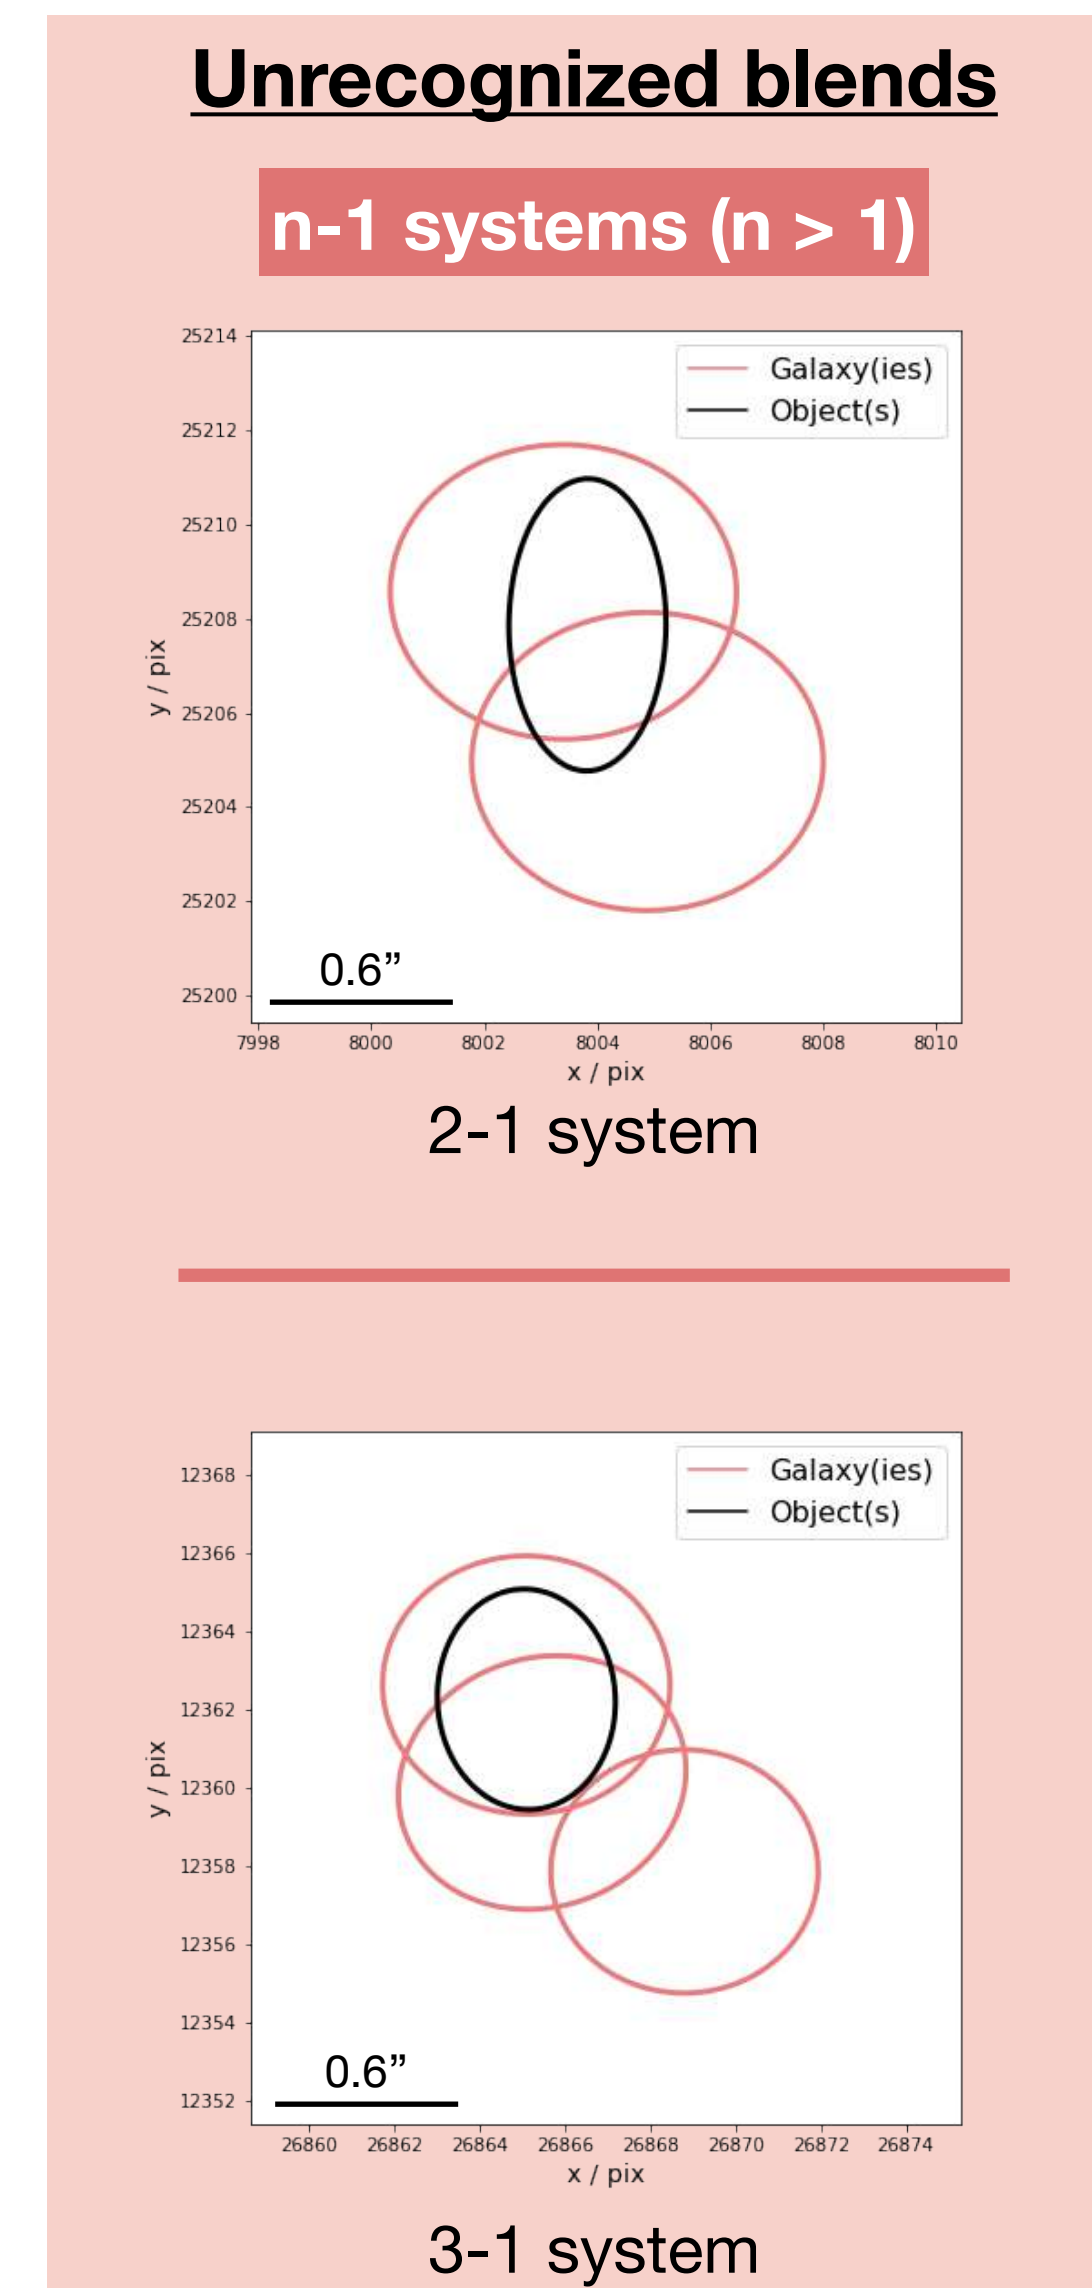 Unrecognized blends
n-1 systems (n > 1)
25214
25212
25210
25208
25206
25204
25202
25200
y / pix
Galaxy(ies)
Object(s)
0.6”
7998 8000 8002 8004 8006 8008 8010
x / pix
2-1 system
12368
12366
12364
12362
12360
12358
12356
12354
12352
y / pix
Galaxy(ies)
Object(s)
0.6”
26860 26862 26864 26866 26868 26870 26872 26874
x / pix
3-1 system